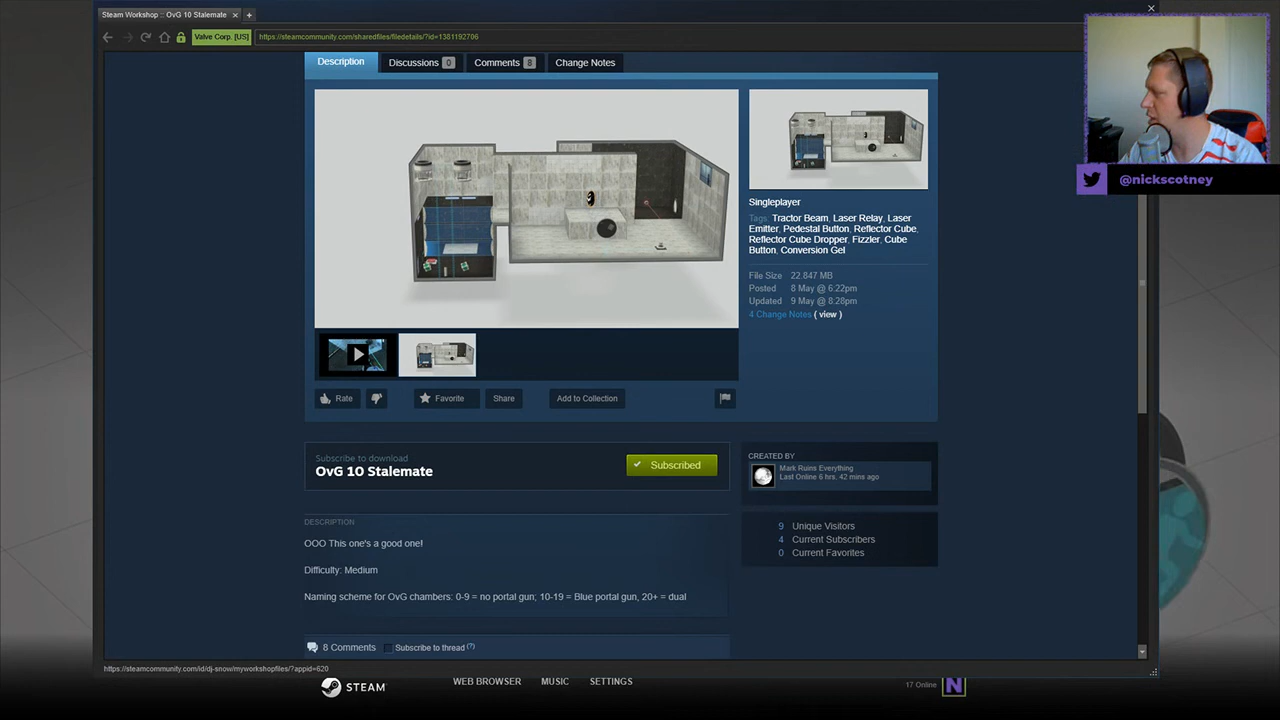 Steam Workshop :: OvG 10 Stalemate
Valve Corp. [US]
https://steamcommunity.com/sharedfiles/filedetails/?id=1381192706
@nickscotney
Description
Discussions 0
Comments 8
Change Notes
Singleplayer
Tags: Tractor Beam, Laser Relay, Laser
Emitter, Pedestal Button, Reflector Cube,
Reflector Cube Dropper, Fizzler, Cube
Button, Conversion Gel
File Size 22.847 MB
Posted 8 May @ 6:22pm
Updated 9 May @ 8:28pm
4 Change Notes ( view )
Rate
Favorite
Share
Add to Collection
Subscribe to download
OvG 10 Stalemate
Subscribed
CREATED BY
Mark Ruins Everything
Last Online 6 hrs, 42 mins ago
9 Unique Visitors
4 Current Subscribers
0 Current Favorites
DESCRIPTION
OOO This one's a good one!
Difficulty: Medium
Naming scheme for OvG chambers: 0-9 = no portal gun; 10-19 = Blue portal gun, 20+ = dual
8 Comments
Subscribe to thread (?)
https://steamcommunity.com/id/dj-snow/myworkshopfiles/?appid=620
STEAM
WEB BROWSER
MUSIC
SETTINGS
17 Online
N